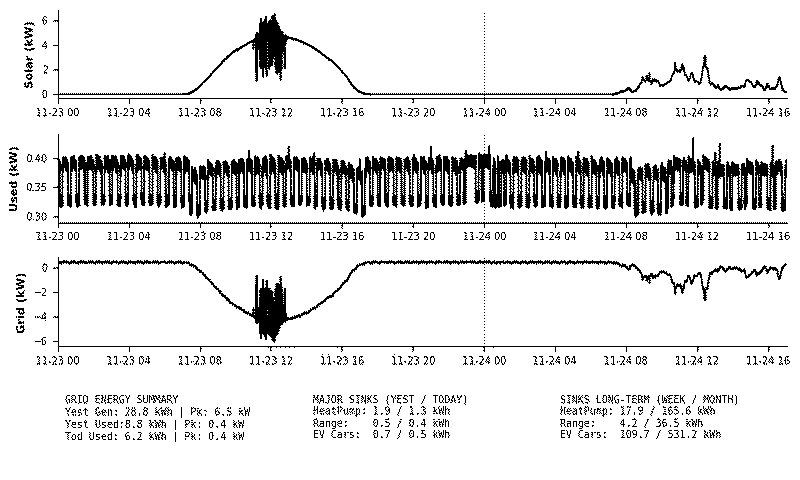 Solar (kW)
6
4
2
0
11-23 00 11-23 04 11-23 08 11-23 12 11-23 16 11-23 20 11-24 00 11-24 04 11-24 08 11-24 12 11-24 16
Used (kW)
0.40
0.35
0.30
11-23 00 11-23 04 11-23 08 11-23 12 11-23 16 11-23 20 11-24 00 11-24 04 11-24 08 11-24 12 11-24 16
Grid (kW)
0
−2
−4
−6
11-23 00 11-23 04 11-23 08 11-23 12 11-23 16 11-23 20 11-24 00 11-24 04 11-24 08 11-24 12 11-24 16
GRID ENERGY SUMMARY
Yest Gen: 28.8 kWh | Pk: 6.5 kW
Yest Used:8.8 kWh | Pk: 0.4 kW
Tod Used: 6.2 kWh | Pk: 0.4 kW
MAJOR SINKS (YEST / TODAY)
HeatPump: 1.9 / 1.3 kWh
Range: 0.5 / 0.4 kWh
EV Cars: 0.7 / 0.5 kWh
SINKS LONG-TERM (WEEK / MONTH)
HeatPump: 17.9 / 165.6 kWh
Range: 4.2 / 36.5 kWh
EV Cars: 109.7 / 531.2 kWh